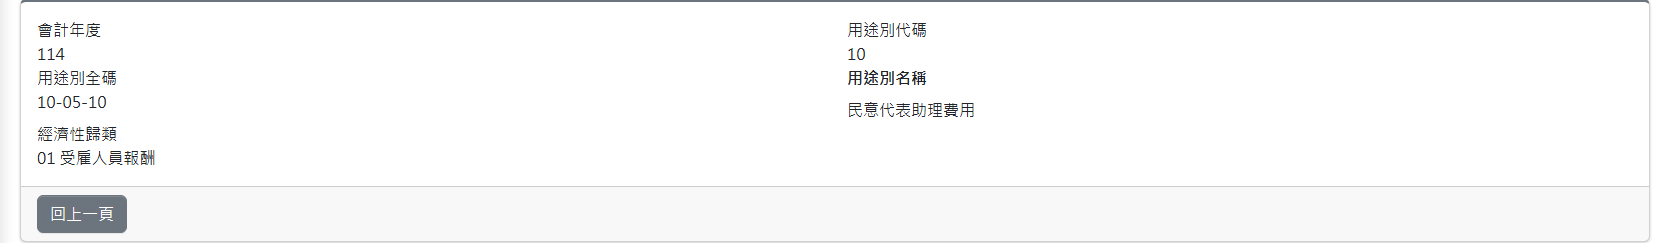 會計年度
114
用途別全碼
10-05-10
經濟性歸類
01 受雇人員報酬
用途別代碼
10
用途別名稱
民意代表助理費用
回上一頁